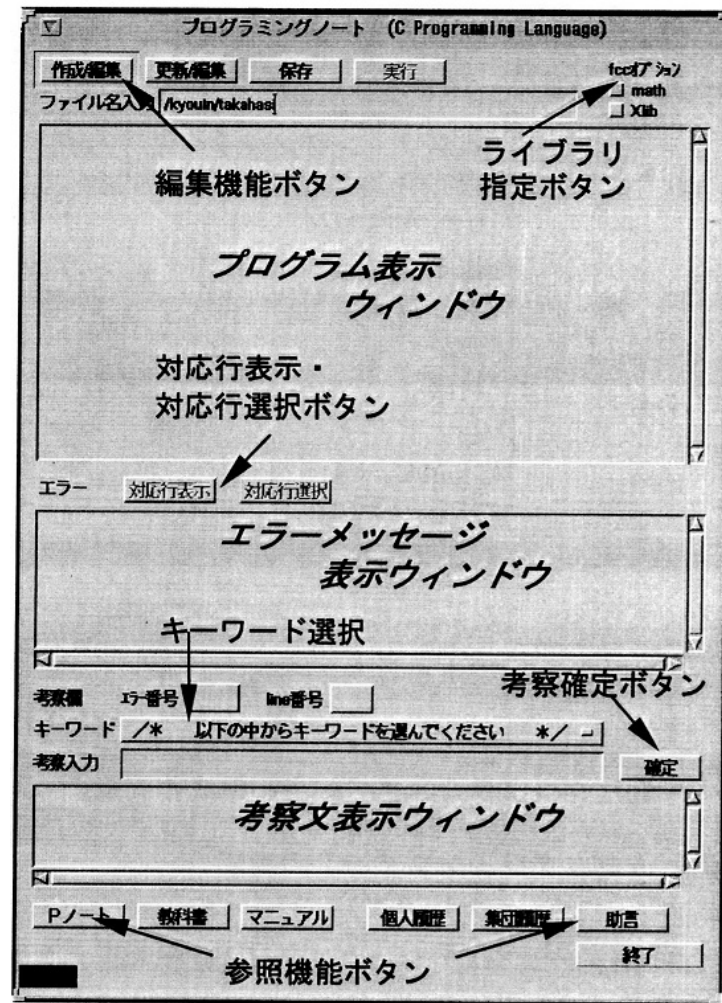 プログラミングノート (C Programming Language)
作成/編集 更新/編集 保存 実行
fccオプション
math
Xlib
ファイル名入力 /kyouin/takahas
編集機能ボタン
ライブラリ
指定ボタン
プログラム表示
ウィンドウ
対応行表示・
対応行選択ボタン
エラー 対応行表示 対応行選択
エラーメッセージ
表示ウィンドウ
キーワード選択
考察確定ボタン
考察欄 エラー番号 line番号
キーワード /* 以下の中からキーワードを選んでください */
考察入力 確定
考察文表示ウィンドウ
Pノート 教科書 マニュアル 個人履歴 集団履歴 助言
参照機能ボタン 終了